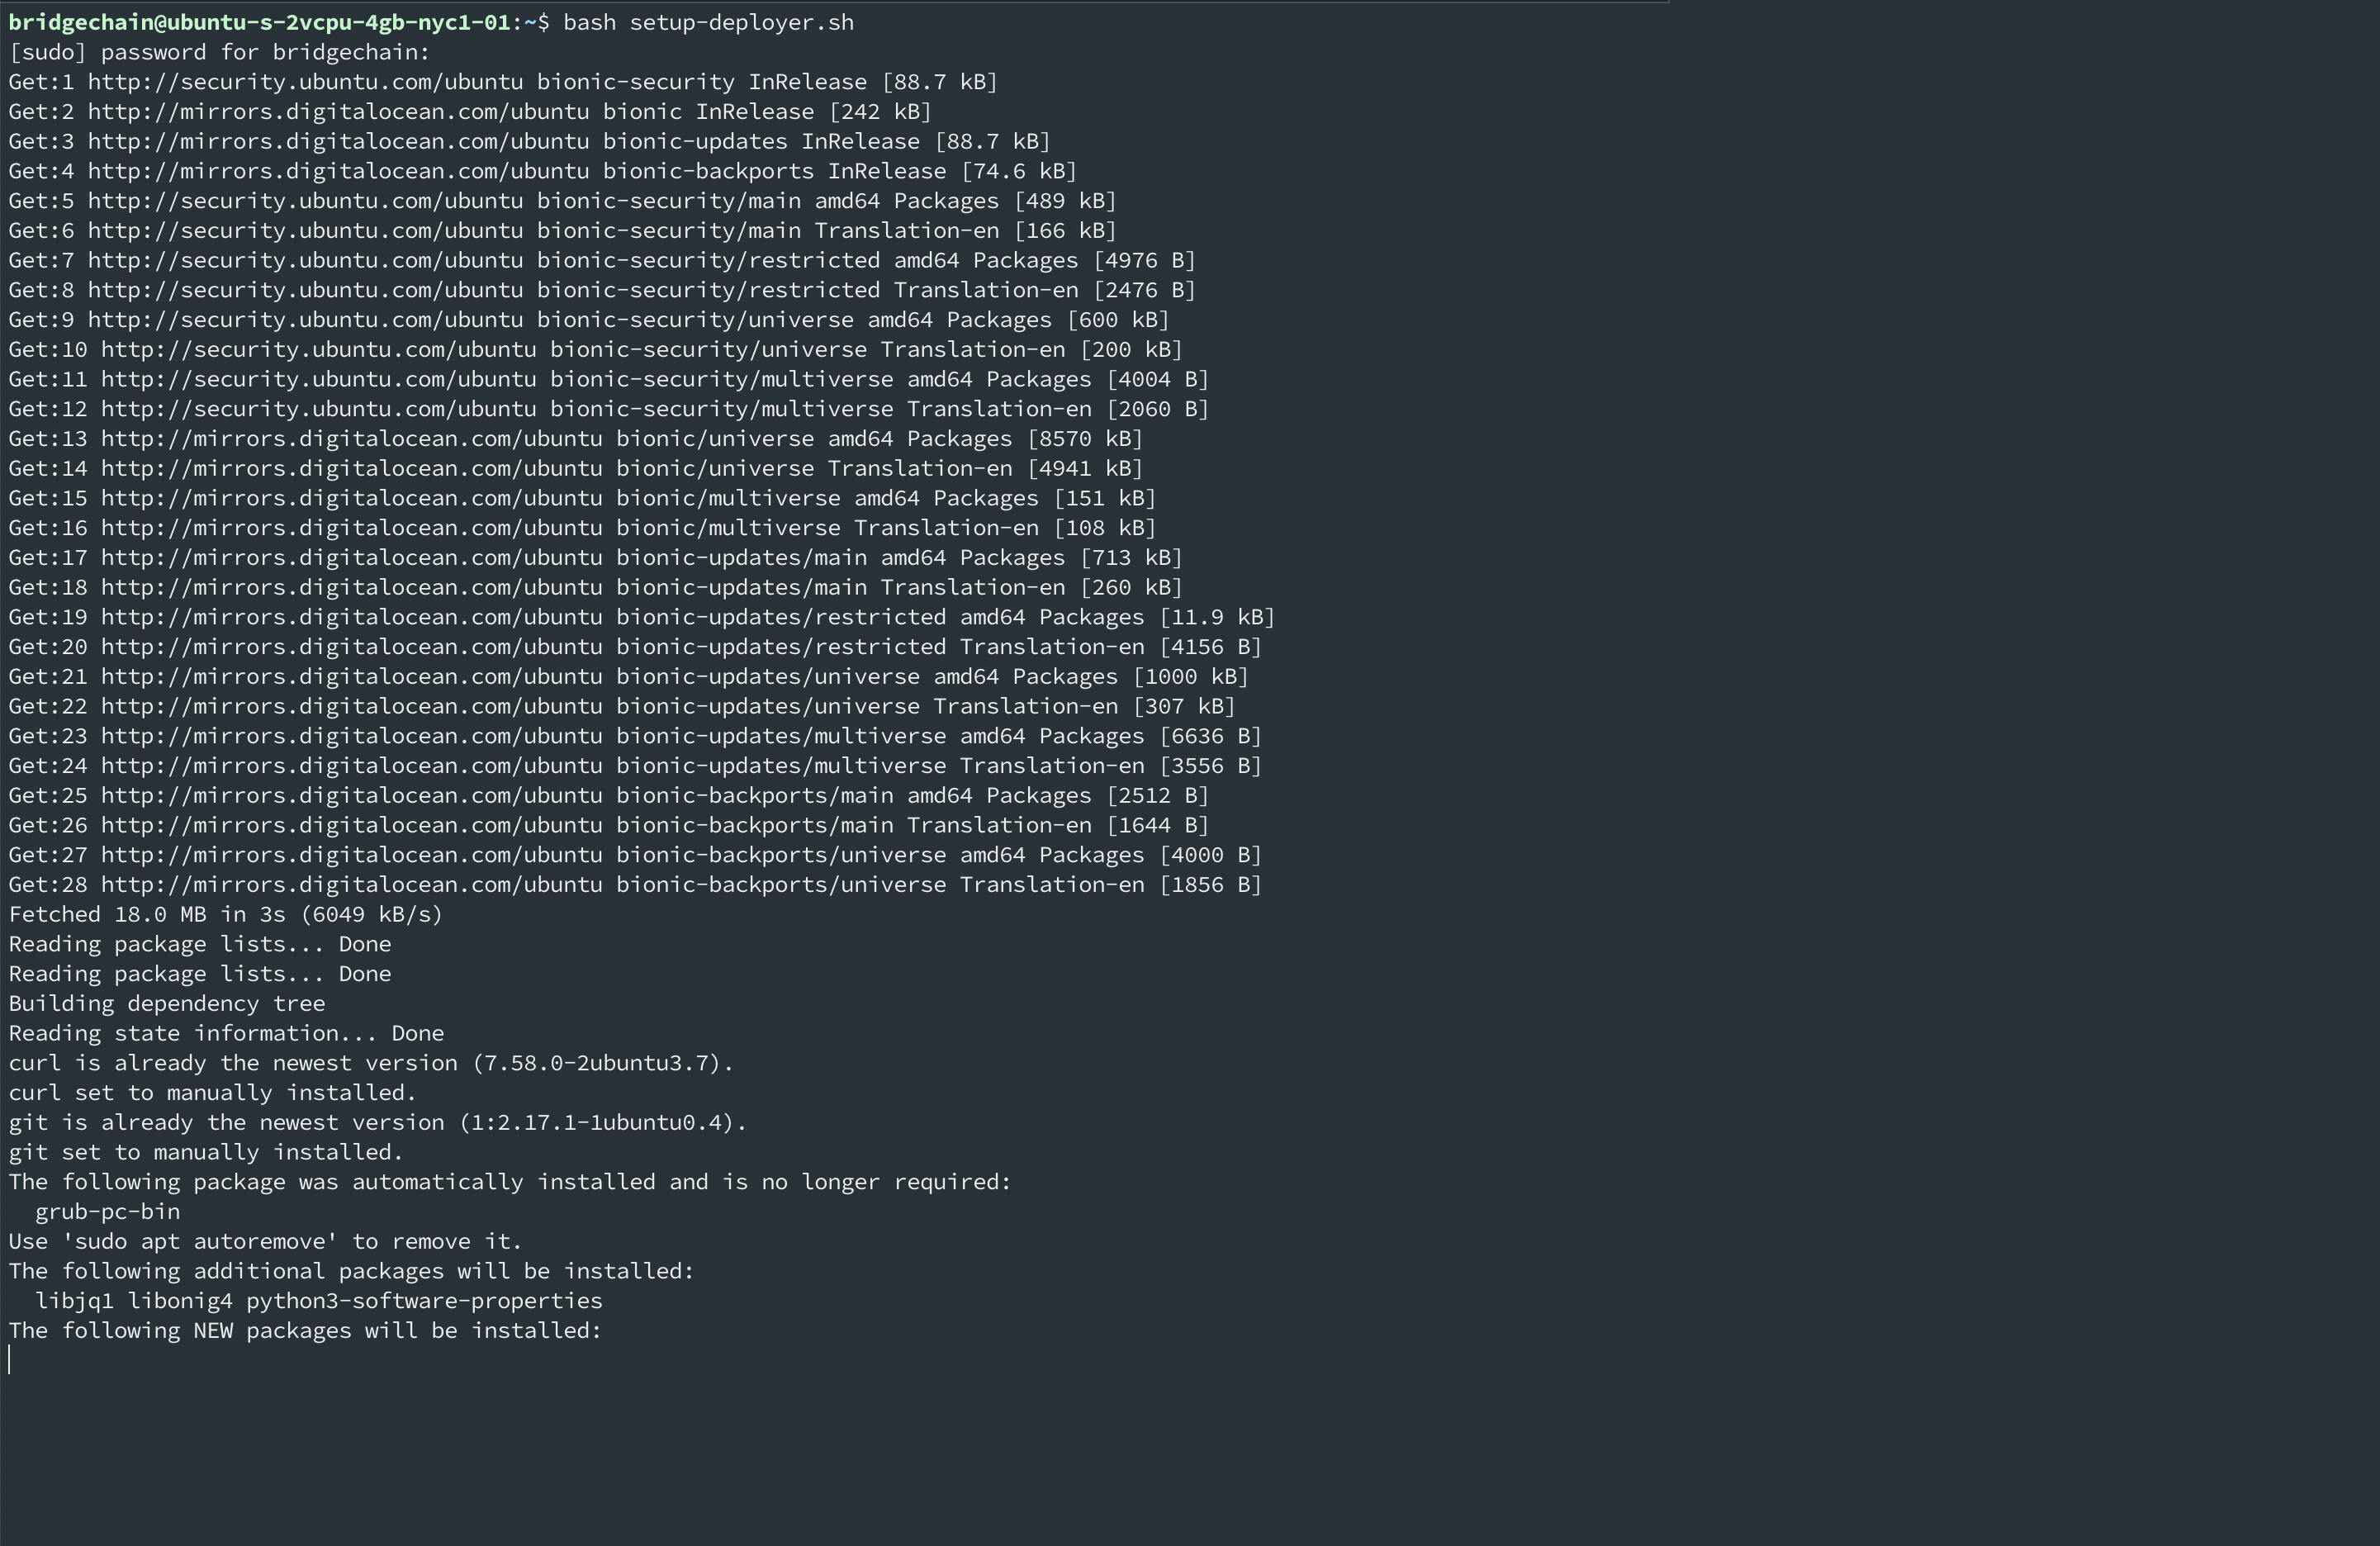 bridgechain@ubuntu-s-2vcpu-4gb-nyc1-01:~$ bash setup-deployer.sh
[sudo] password for bridgechain:
Get:1 http://security.ubuntu.com/ubuntu bionic-security InRelease [88.7 kB]
Get:2 http://mirrors.digitalocean.com/ubuntu bionic InRelease [242 kB]
Get:3 http://mirrors.digitalocean.com/ubuntu bionic-updates InRelease [88.7 kB]
Get:4 http://mirrors.digitalocean.com/ubuntu bionic-backports InRelease [74.6 kB]
Get:5 http://security.ubuntu.com/ubuntu bionic-security/main amd64 Packages [489 kB]
Get:6 http://security.ubuntu.com/ubuntu bionic-security/main Translation-en [166 kB]
Get:7 http://security.ubuntu.com/ubuntu bionic-security/restricted amd64 Packages [4976 B]
Get:8 http://security.ubuntu.com/ubuntu bionic-security/restricted Translation-en [2476 B]
Get:9 http://security.ubuntu.com/ubuntu bionic-security/universe amd64 Packages [600 kB]
Get:10 http://security.ubuntu.com/ubuntu bionic-security/universe Translation-en [200 kB]
Get:11 http://security.ubuntu.com/ubuntu bionic-security/multiverse amd64 Packages [4004 B]
Get:12 http://security.ubuntu.com/ubuntu bionic-security/multiverse Translation-en [2060 B]
Get:13 http://mirrors.digitalocean.com/ubuntu bionic/universe amd64 Packages [8570 kB]
Get:14 http://mirrors.digitalocean.com/ubuntu bionic/universe Translation-en [4941 kB]
Get:15 http://mirrors.digitalocean.com/ubuntu bionic/multiverse amd64 Packages [151 kB]
Get:16 http://mirrors.digitalocean.com/ubuntu bionic/multiverse Translation-en [108 kB]
Get:17 http://mirrors.digitalocean.com/ubuntu bionic-updates/main amd64 Packages [713 kB]
Get:18 http://mirrors.digitalocean.com/ubuntu bionic-updates/main Translation-en [260 kB]
Get:19 http://mirrors.digitalocean.com/ubuntu bionic-updates/restricted amd64 Packages [11.9 kB]
Get:20 http://mirrors.digitalocean.com/ubuntu bionic-updates/restricted Translation-en [4156 B]
Get:21 http://mirrors.digitalocean.com/ubuntu bionic-updates/universe amd64 Packages [1000 kB]
Get:22 http://mirrors.digitalocean.com/ubuntu bionic-updates/universe Translation-en [307 kB]
Get:23 http://mirrors.digitalocean.com/ubuntu bionic-updates/multiverse amd64 Packages [6636 B]
Get:24 http://mirrors.digitalocean.com/ubuntu bionic-updates/multiverse Translation-en [3556 B]
Get:25 http://mirrors.digitalocean.com/ubuntu bionic-backports/main amd64 Packages [2512 B]
Get:26 http://mirrors.digitalocean.com/ubuntu bionic-backports/main Translation-en [1644 B]
Get:27 http://mirrors.digitalocean.com/ubuntu bionic-backports/universe amd64 Packages [4000 B]
Get:28 http://mirrors.digitalocean.com/ubuntu bionic-backports/universe Translation-en [1856 B]
Fetched 18.0 MB in 3s (6049 kB/s)
Reading package lists... Done
Reading package lists... Done
Building dependency tree
Reading state information... Done
curl is already the newest version (7.58.0-2ubuntu3.7).
curl set to manually installed.
git is already the newest version (1:2.17.1-1ubuntu0.4).
git set to manually installed.
The following package was automatically installed and is no longer required:
  grub-pc-bin
Use 'sudo apt autoremove' to remove it.
The following additional packages will be installed:
  libjq1 libonig4 python3-software-properties
The following NEW packages will be installed: